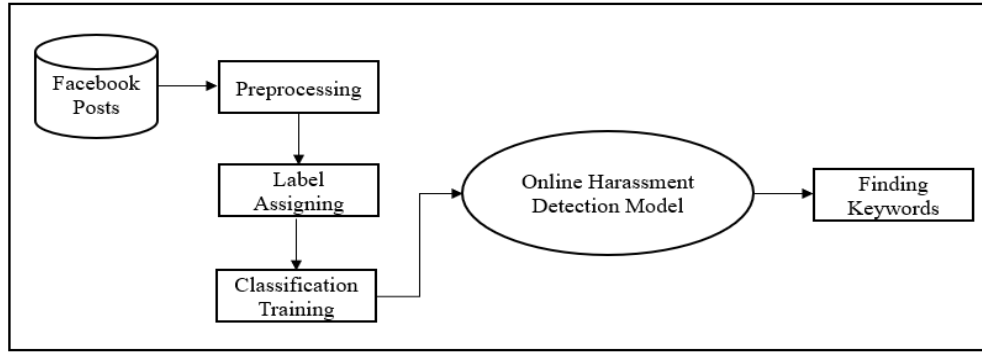 Facebook
Posts
Preprocessing
Label
Assigning
Classification
Training
Online Harassment
Detection Model
Finding
Keywords